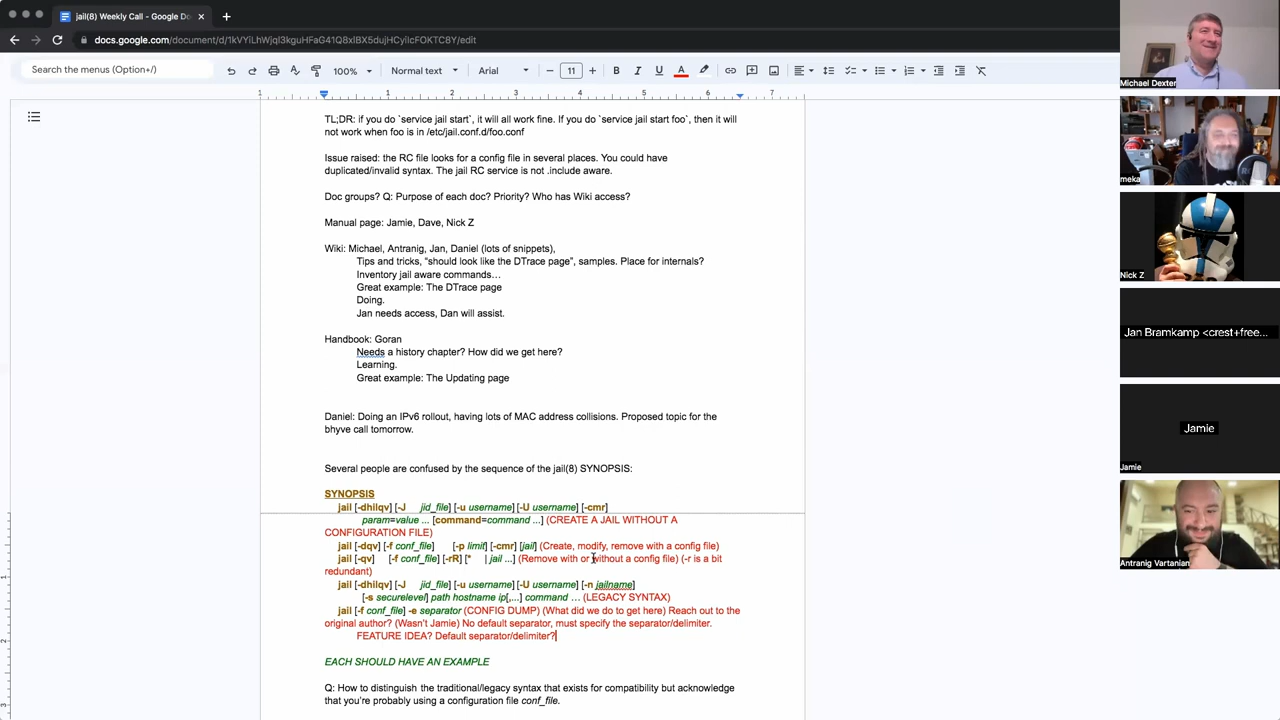 jail(8) Weekly Call - Google Do
docs.google.com/document/d/1kVYiLhWjql3kguHFaG41Q8xlBX5dujHCyiIcFOKTC8Y/edit
Search the menus (Option+/)
100%
Normal text
Arial
11
1 1 2 3 4 5 6 7
TL;DR: if you do `service jail start`, it will all work fine. If you do `service jail start foo`, then it will
not work when foo is in /etc/jail.conf.d/foo.conf
Issue raised: the RC file looks for a config file in several places. You could have
duplicated/invalid syntax. The jail RC service is not .include aware.
Doc groups? Q: Purpose of each doc? Priority? Who has Wiki access?
Manual page: Jamie, Dave, Nick Z
Wiki: Michael, Antranig, Jan, Daniel (lots of snippets),
Tips and tricks, “should look like the DTrace page”, samples. Place for internals?
Inventory jail aware commands…
Great example: The DTrace page
Doing.
Jan needs access, Dan will assist.
Handbook: Goran
Needs a history chapter? How did we get here?
Learning.
Great example: The Updating page
Daniel: Doing an IPv6 rollout, having lots of MAC address collisions. Proposed topic for the
bhyve call tomorrow.
Several people are confused by the sequence of the jail(8) SYNOPSIS:
SYNOPSIS
jail [-dhilqv] [-J jid_file] [-u username] [-U username] [-cmr]
param=value ... [command=command ...] (CREATE A JAIL WITHOUT A
CONFIGURATION FILE)
jail [-dqv] [-f conf_file] [-p limit] [-cmr] [jail] (Create, modify, remove with a config file)
jail [-qv] [-f conf_file] [-rR] [* | jail ...] (Remove with or without a config file) (-r is a bit
redundant)
jail [-dhilqv] [-J jid_file] [-u username] [-U username] [-n jailname]
[-s securelevel] path hostname ip[,...] command … (LEGACY SYNTAX)
jail [-f conf_file] -e separator (CONFIG DUMP) (What did we do to get here) Reach out to the
original author? (Wasn't Jamie) No default separator, must specify the separator/delimiter.
FEATURE IDEA? Default separator/delimiter?
EACH SHOULD HAVE AN EXAMPLE
Q: How to distinguish the traditional/legacy syntax that exists for compatibility but acknowledge
that you're probably using a configuration file conf_file.
Michael Dexter
meka
Nick Z
Jan Bramkamp <crest+free...
Jamie
Jamie
Antranig Vartanian